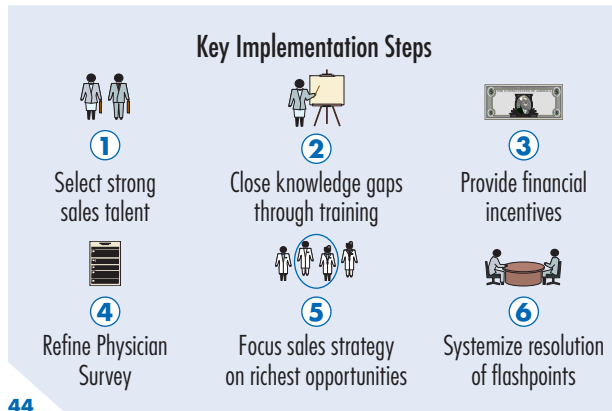 Key Implementation Steps
1
2
3
Select strong
sales talent
Close knowledge gaps
through training
Provide financial
incentives
4
5
6
Refine Physician
Survey
Focus sales strategy
on richest opportunities
Systemize resolution
of flashpoints
44